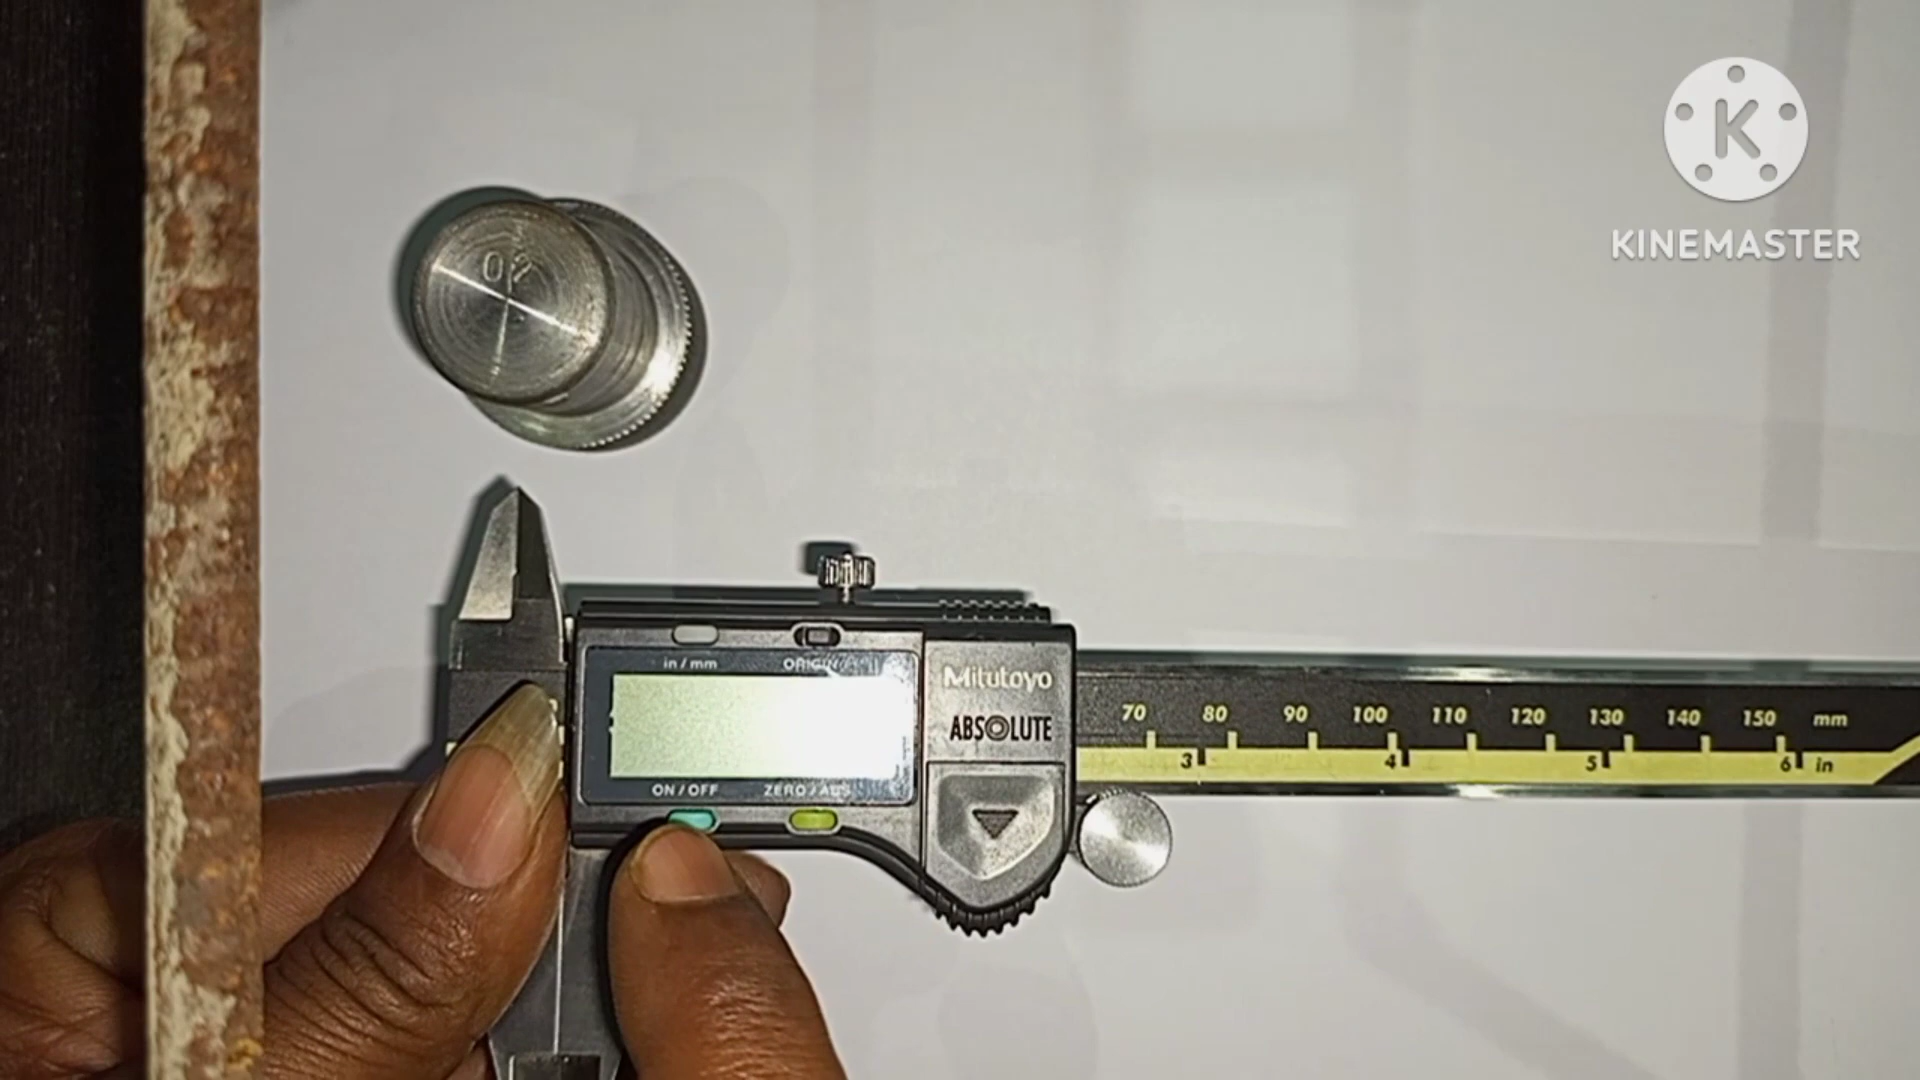 KINEMASTER
02
in/mm
ORIGIN
Mitutoyo
ABSOLUTE
ON/OFF
ZERO/ABS
70 80 90 100 110 120 130 140 150 mm
3 4 5 6 in